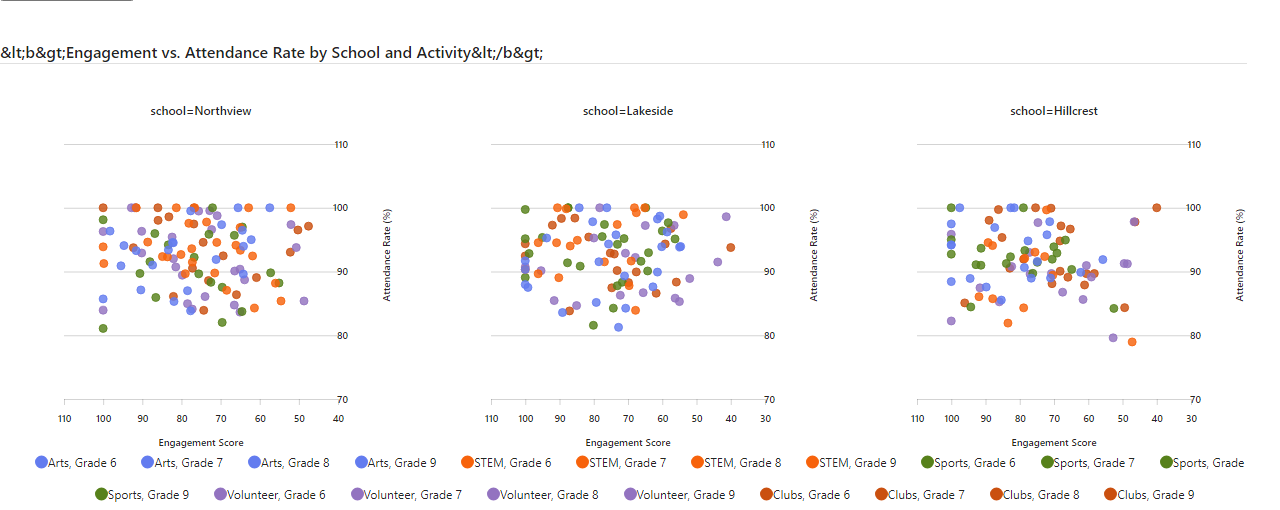 &lt;b&gt;Engagement vs. Attendance Rate by School and Activity&lt;/b&gt;
school=Northview
school=Lakeside
school=Hillcrest
110
100
90
80
70
Attendance Rate (%)
110 100 90 80 70 60 50 40
Engagement Score
110
100
90
80
70
Attendance Rate (%)
110 100 90 80 70 60 50 40 30
Engagement Score
110
100
90
80
70
Attendance Rate (%)
110 100 90 80 70 60 50 40 30
Engagement Score
Arts, Grade 6 Arts, Grade 7 Arts, Grade 8 Arts, Grade 9 STEM, Grade 6 STEM, Grade 7 STEM, Grade 8 STEM, Grade 9 Sports, Grade 6 Sports, Grade 7 Sports, Grade
Sports, Grade 9 Volunteer, Grade 6 Volunteer, Grade 7 Volunteer, Grade 8 Volunteer, Grade 9 Clubs, Grade 6 Clubs, Grade 7 Clubs, Grade 8 Clubs, Grade 9